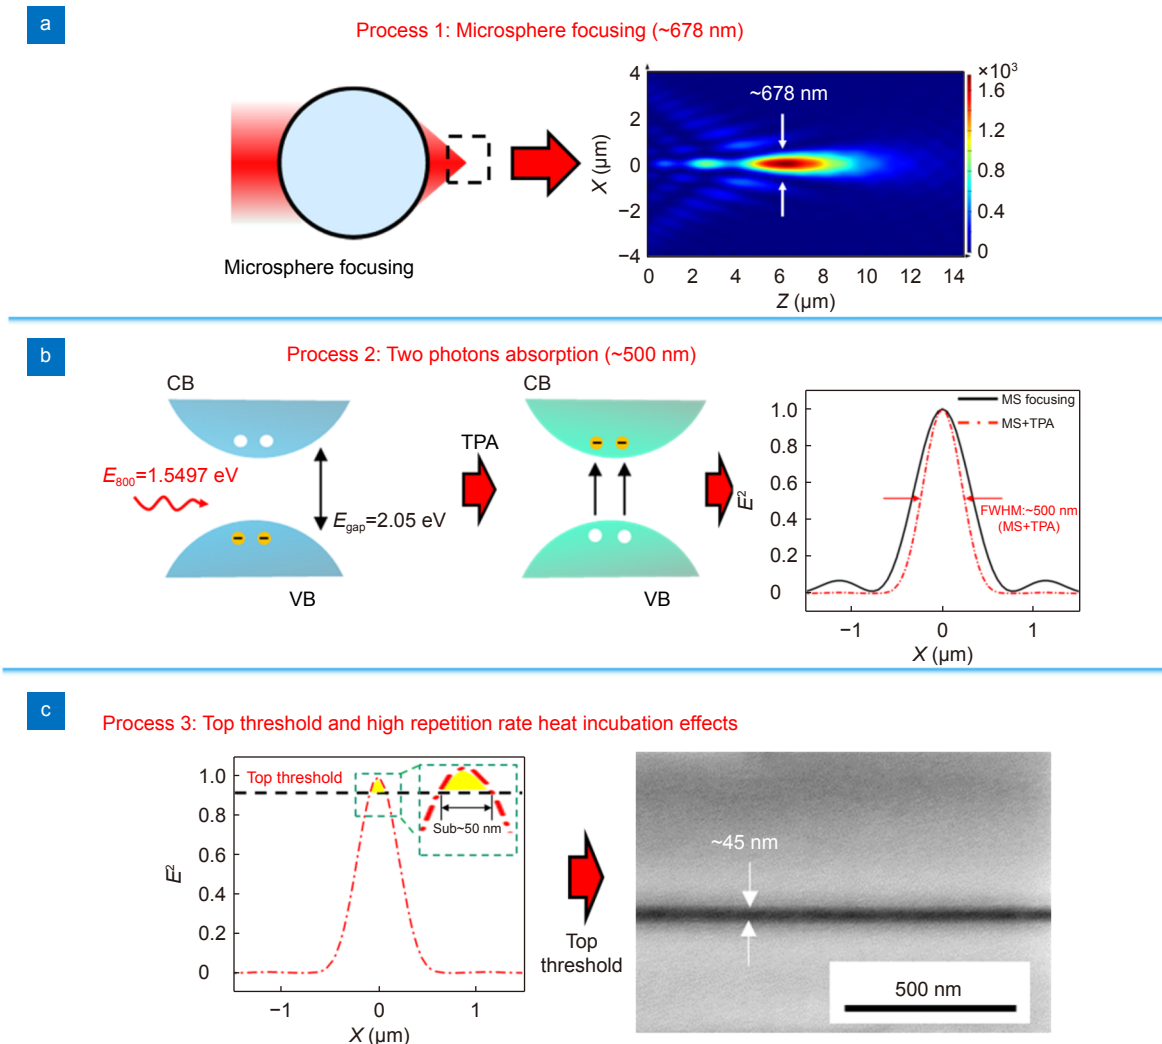 a
Process 1: Microsphere focusing (~678 nm)
Microsphere focusing
~678 nm
×10³
4
2
0
−2
−4
X (μm)
0 2 4 6 8 10 12 14
Z (μm)
1.6
1.2
0.8
0.4
0
b
Process 2: Two photons absorption (~500 nm)
CB
E₈₀₀=1.5497 eV
E_gap=2.05 eV
VB
TPA
CB
VB
MS focusing
MS+TPA
1.0
0.8
0.6
0.4
0.2
0
E²
FWHM:~500 nm
(MS+TPA)
−1 0 1
X (μm)
c
Process 3: Top threshold and high repetition rate heat incubation effects
Top threshold
Sub~50 nm
1.0
0.8
0.6
0.4
0.2
0
E²
−1 0 1
X (μm)
Top
threshold
~45 nm
500 nm